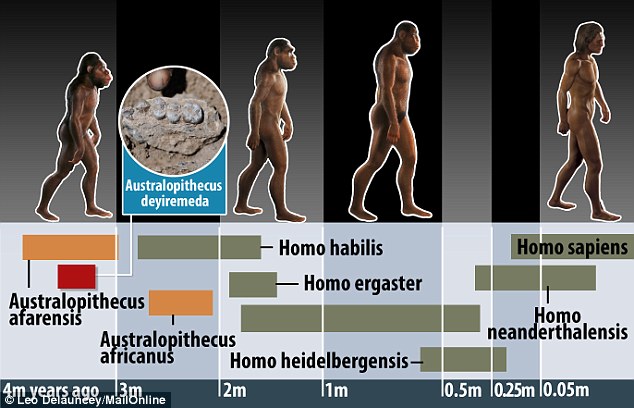 Australopithecus
deyiremeda
Homo habilis
Homo sapiens
Homo ergaster
Australopithecus
afarensis
Homo
neanderthalensis
Australopithecus
africanus
Homo heidelbergensis
4m years ago
3m
2m
1m
0.5m
0.25m
0.05m
© Leo Delauncey/MailOnline